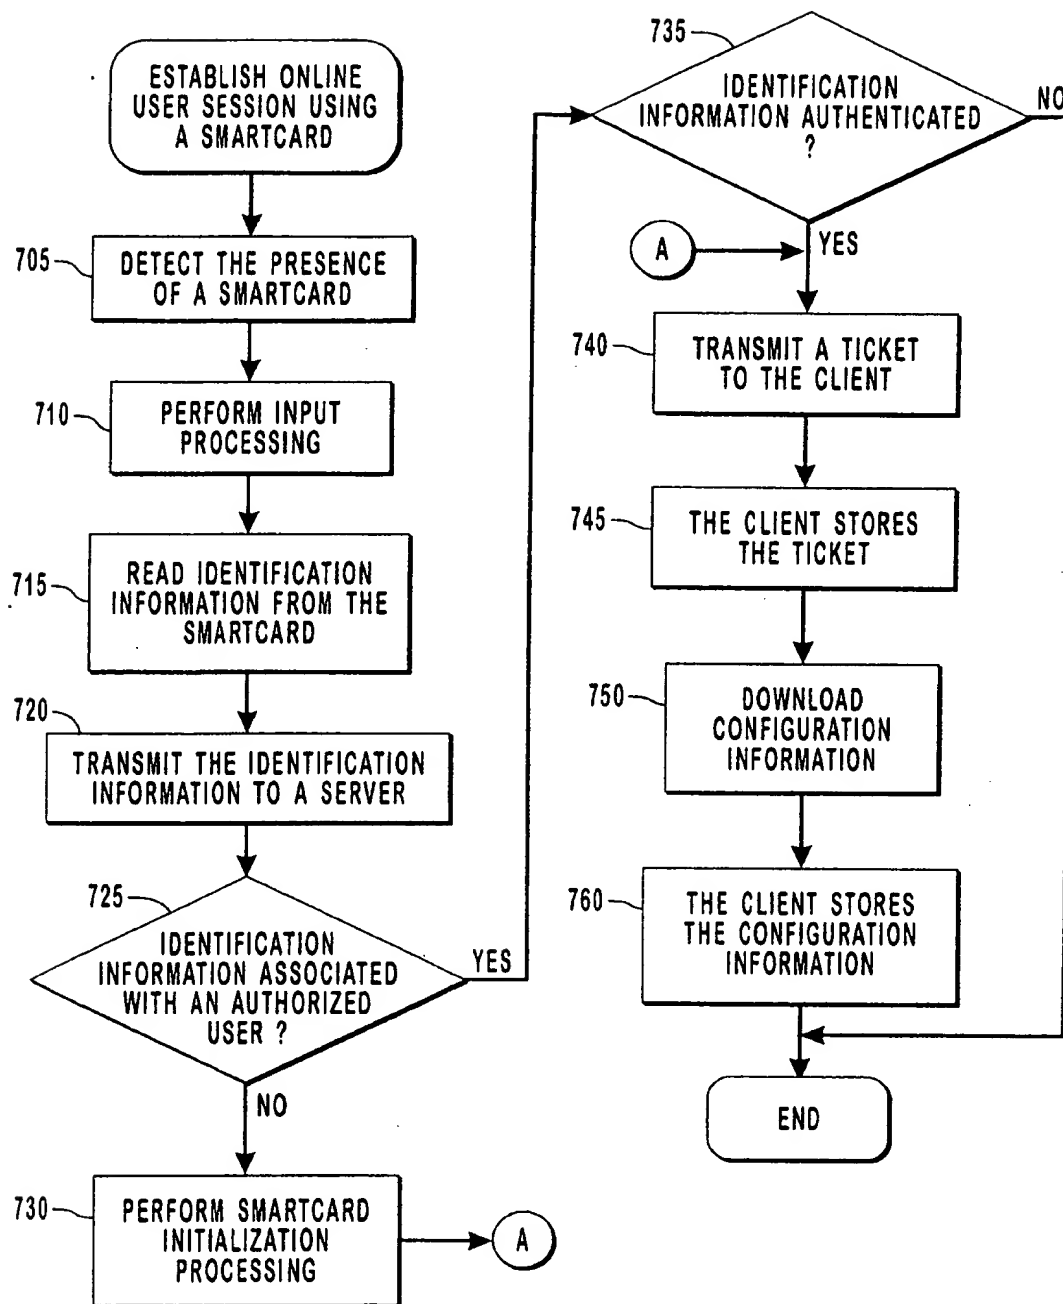 ESTABLISH ONLINE
USER SESSION USING
A SMARTCARD
705
DETECT THE PRESENCE
OF A SMARTCARD
710
PERFORM INPUT
PROCESSING
715
READ IDENTIFICATION
INFORMATION FROM THE
SMARTCARD
720
TRANSMIT THE IDENTIFICATION
INFORMATION TO A SERVER
725
IDENTIFICATION
INFORMATION ASSOCIATED
WITH AN AUTHORIZED
USER ?
YES
NO
730
PERFORM SMARTCARD
INITIALIZATION
PROCESSING
A
735
IDENTIFICATION
INFORMATION AUTHENTICATED
?
NO
A
YES
740
TRANSMIT A TICKET
TO THE CLIENT
745
THE CLIENT STORES
THE TICKET
750
DOWNLOAD
CONFIGURATION
INFORMATION
760
THE CLIENT STORES
THE CONFIGURATION
INFORMATION
END